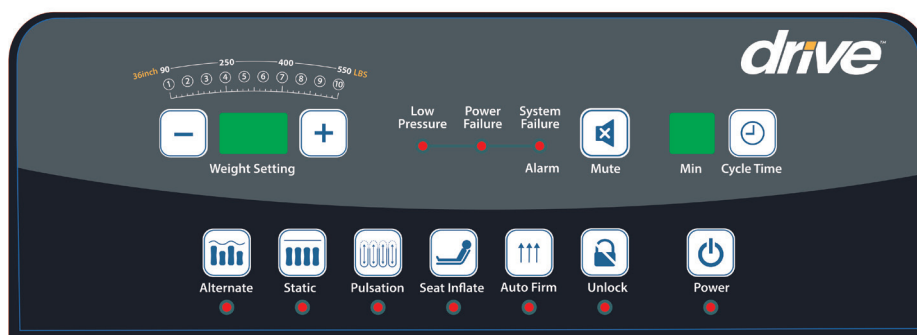 drive™
36inch 90 250 400 550 LBS
1 2 3 4 5 6 7 8 9 10
− +
Weight Setting
Low Pressure
Power Failure
System Failure
Alarm
Mute
Min
Cycle Time
Alternate
Static
Pulsation
Seat Inflate
Auto Firm
Unlock
Power